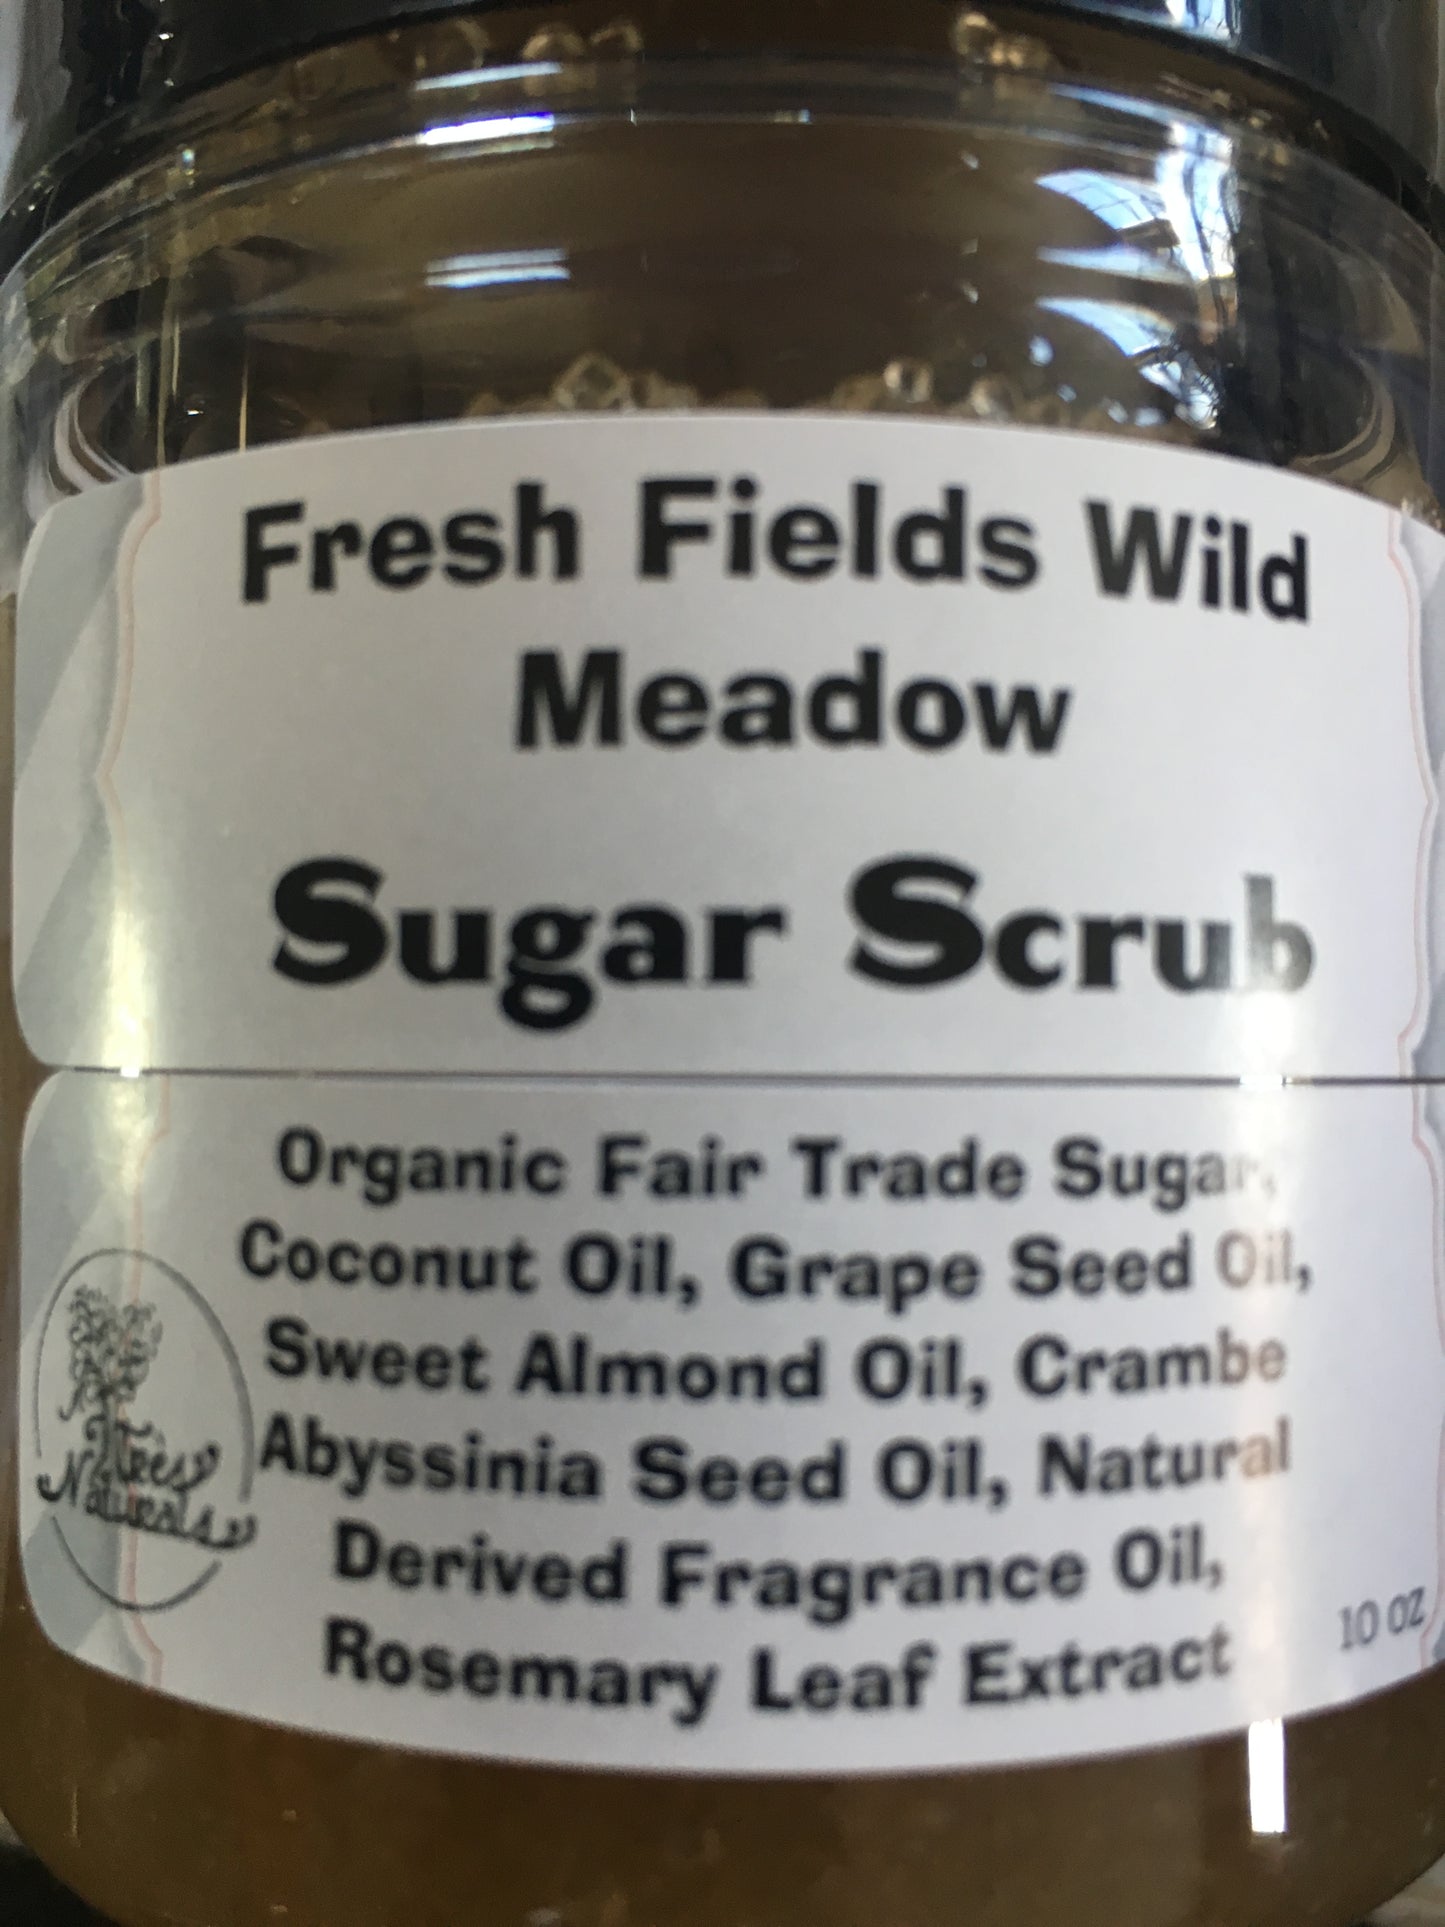 Fresh Fields Wild
Meadow
Sugar Scrub
Organic Fair Trade Sugar,
Coconut Oil, Grape Seed Oil,
Sweet Almond Oil, Crambe
Abyssinia Seed Oil, Natural
Derived Fragrance Oil,
Rosemary Leaf Extract
Trees
Naturals
10 OZ